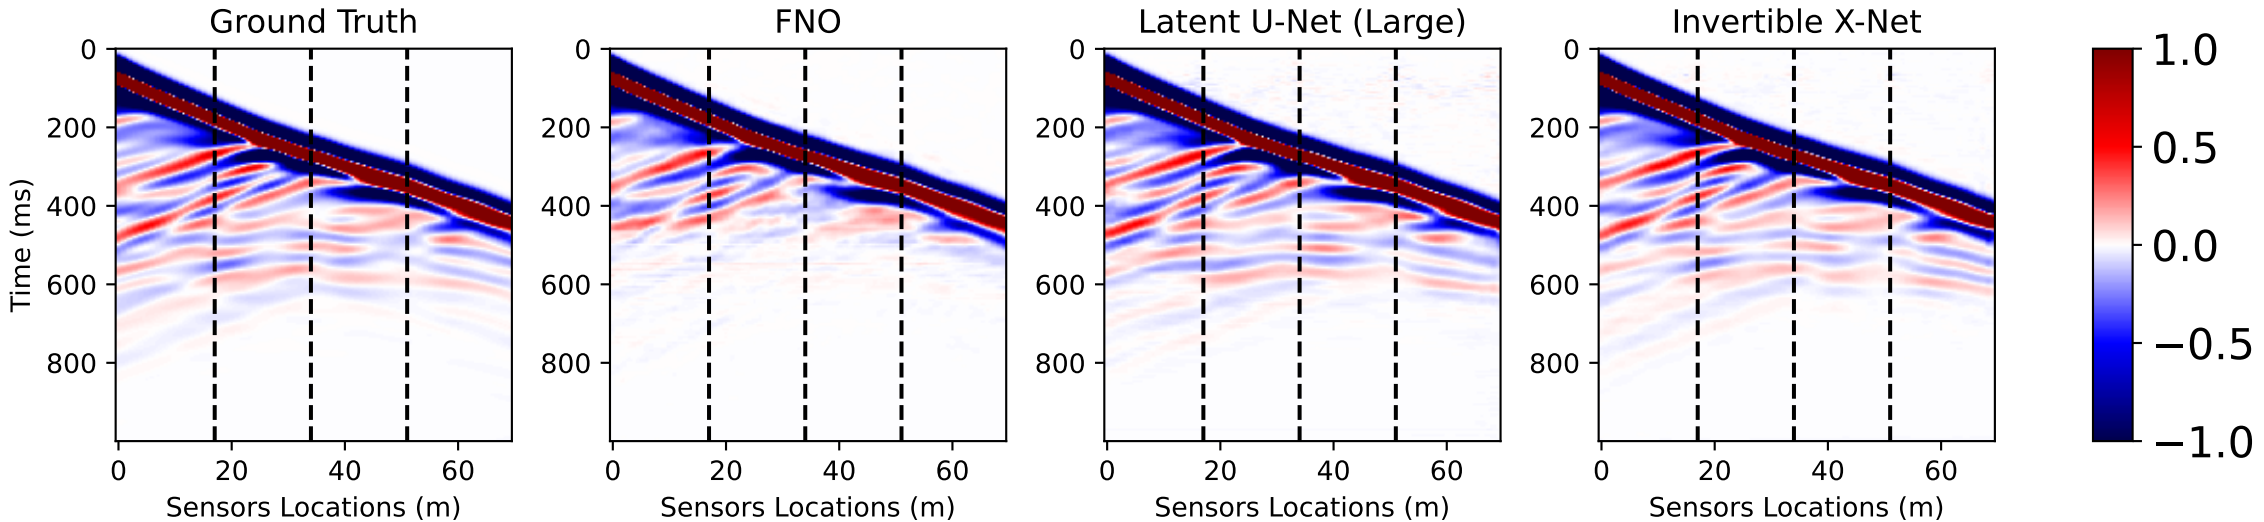 Ground Truth
FNO
Latent U-Net (Large)
Invertible X-Net
0
200
400
600
800
Time (ms)
0 20 40 60
Sensors Locations (m)
0
200
400
600
800
0 20 40 60
Sensors Locations (m)
0
200
400
600
800
0 20 40 60
Sensors Locations (m)
0
200
400
600
800
0 20 40 60
Sensors Locations (m)
1.0
0.5
0.0
−0.5
−1.0